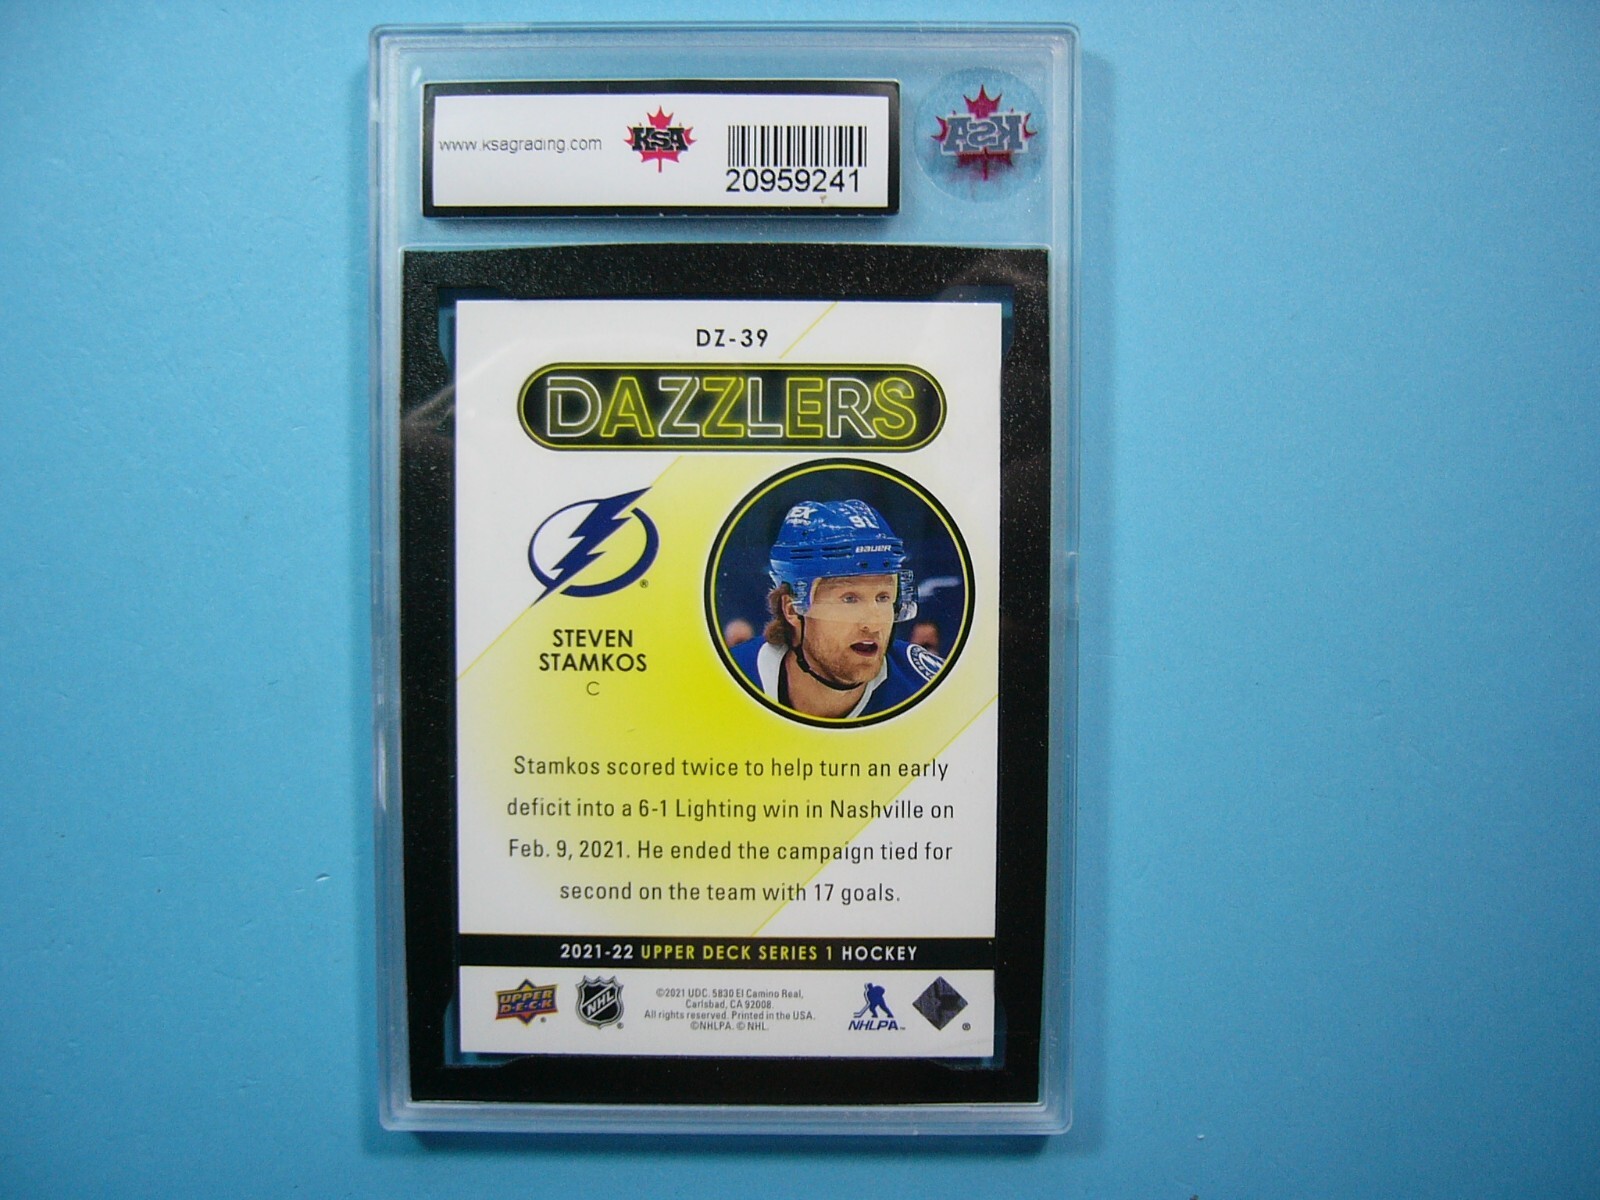 www.ksagrading.com
KSA
20959241
KSA
DZ-39
DAZZLERS
91
BAUER
STEVEN
STAMKOS
C
Stamkos scored twice to help turn an early
deficit into a 6-1 Lighting win in Nashville on
Feb. 9, 2021. He ended the campaign tied for
second on the team with 17 goals.
2021-22 UPPER DECK SERIES 1 HOCKEY
UPPER
DECK
®
NHL
®
©2021 UDC. 5830 El Camino Real,
Carlsbad, CA 92008.
All rights reserved. Printed in the USA.
©NHLPA. © NHL.
NHLPA™
®